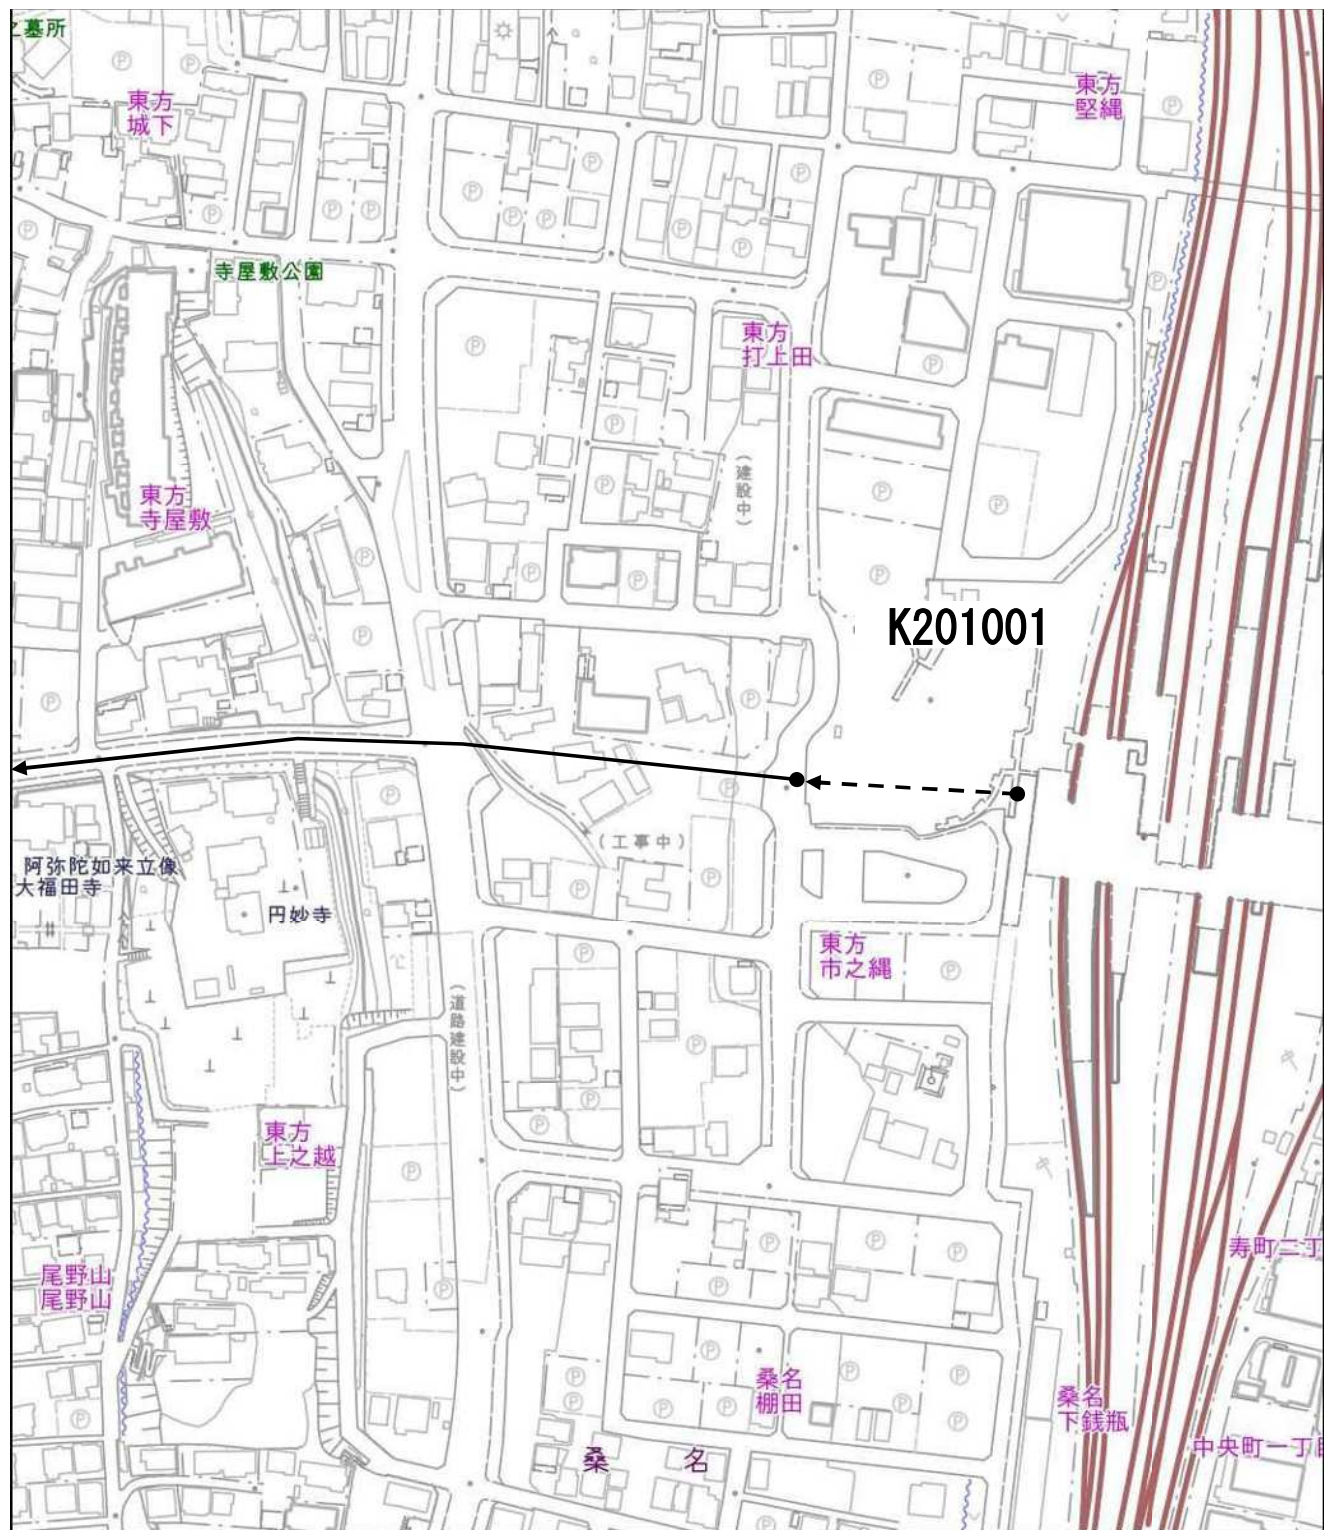 之墓所
東方
城下
東方
堅縄
寺屋敷公園
東方
打上田
(建設中)
東方
寺屋敷
K201001
(工事中)
阿弥陀如来立像
大福田寺
円妙寺
東方
市之縄
(道路建設中)
東方
上之越
尾野山
尾野山
寿町二丁
桑名
棚田
桑名
下銭瓶
中央町一丁目
桑名